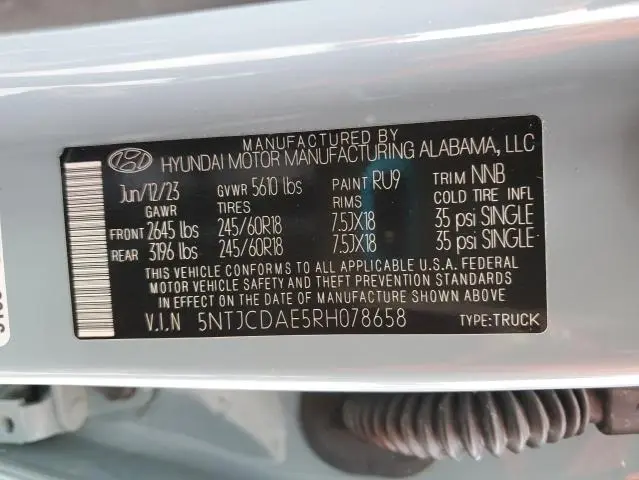 MANUFACTURED BY
HYUNDAI MOTOR MANUFACTURING ALABAMA, LLC
Jun/12/23 GVWR 5610 lbs PAINT RU9 TRIM NNB
GAWR TIRES RIMS COLD TIRE INFL
FRONT 2645 lbs 245/60R18 7.5JX18 35 psi SINGLE
REAR 3196 lbs 245/60R18 7.5JX18 35 psi SINGLE
THIS VEHICLE CONFORMS TO ALL APPLICABLE U.S.A. FEDERAL
MOTOR VEHICLE SAFETY AND THEFT PREVENTION STANDARDS
IN EFFECT ON THE DATE OF MANUFACTURE SHOWN ABOVE.
V.I.N 5NTJCDAE5RH078658 TYPE:TRUCK